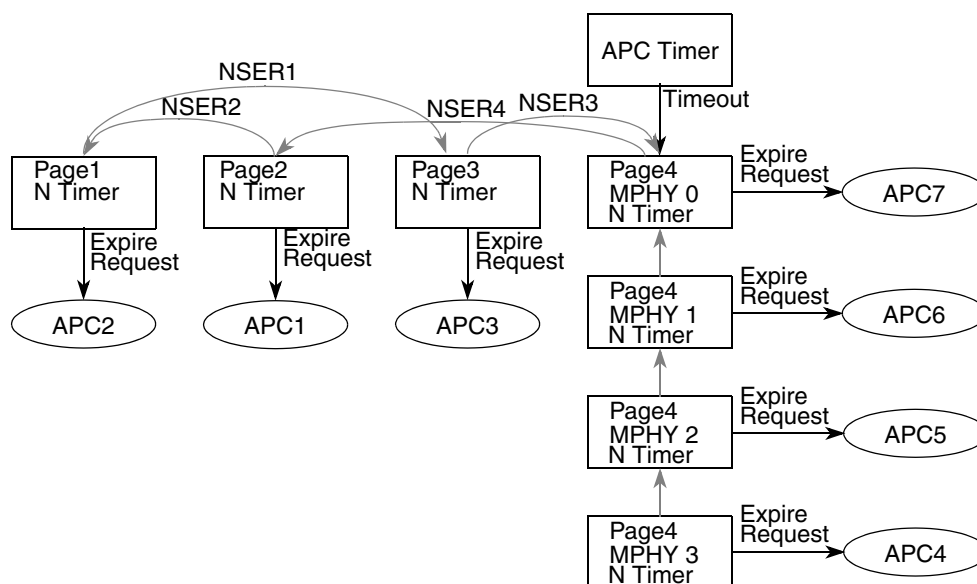 APC Timer
NSER1
NSER2
NSER4
NSER3
Timeout
Page1
N Timer
Page2
N Timer
Page3
N Timer
Page4
MPHY 0
N Timer
Expire
Request
APC7
Expire
Request
Expire
Request
Expire
Request
APC2
APC1
APC3
Page4
MPHY 1
N Timer
Expire
Request
APC6
Page4
MPHY 2
N Timer
Expire
Request
APC5
Page4
MPHY 3
N Timer
Expire
Request
APC4